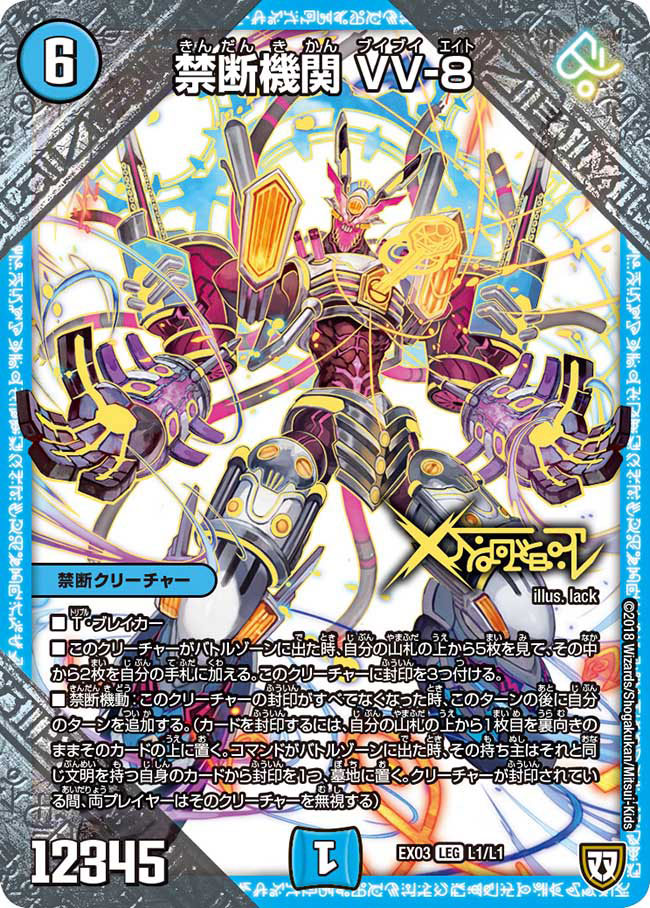 6
きんだんきかん ブイブイ エイト
禁断機関 VV-8
illus. lack
禁断クリーチャー
■T・ブレイカー
■このクリーチャーがバトルゾーンに出た時、自分の山札の上から5枚を見て、その中
から2枚を自分の手札に加える。このクリーチャーに封印を3つ付ける。
■禁断機動：このクリーチャーの封印がすべてなくなった時、このターンの後に自分
のターンを追加する。（カードを封印するには、自分の山札の上から1枚目を裏向きの
ままそのカードの上に置く。コマンドがバトルゾーンに出た時、その持ち主はそれと同
じ文明を持つ自身のカードから封印を1つ、墓地に置く。クリーチャーが封印されてい
る間、両プレイヤーはそのクリーチャーを無視する）
©2018 Wizards/Shogakukan/Mitsui-Kids
12345
1
EX03 LEG L1/L1